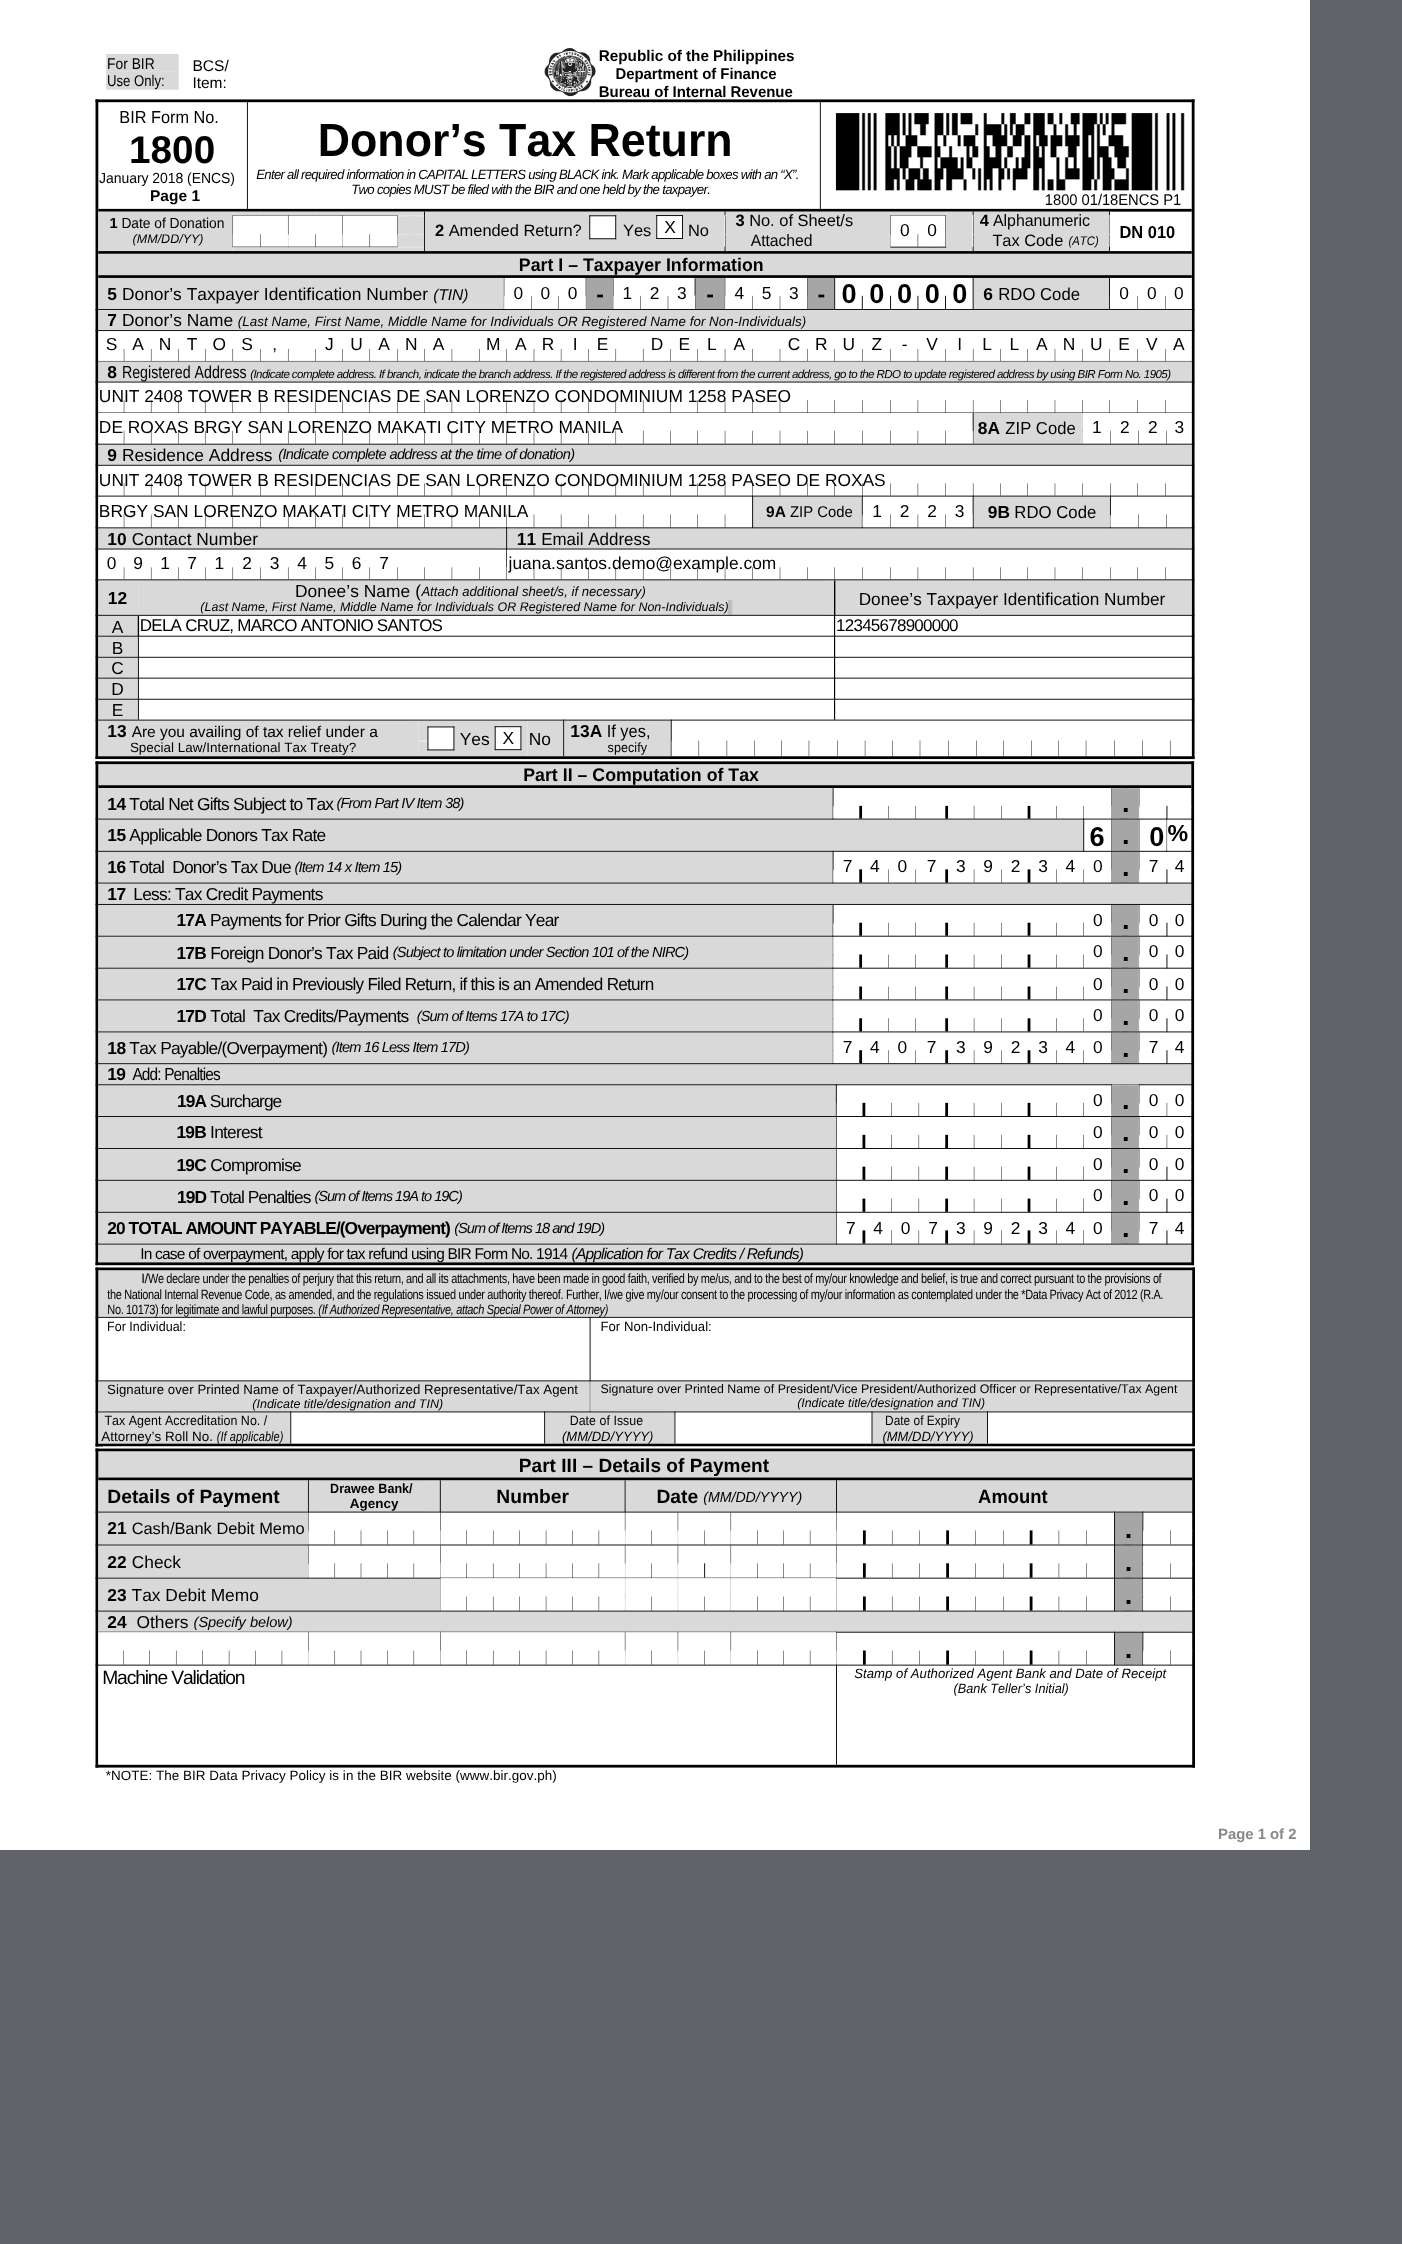 For BIR
Use Only:
BCS/
Item:
Republic of the Philippines
Department of Finance
Bureau of Internal Revenue
BIR Form No.
1800
January 2018 (ENCS)
Page 1
Donor's Tax Return
Enter all required information in CAPITAL LETTERS using BLACK ink. Mark applicable boxes with an “X”.
Two copies MUST be filed with the BIR and one held by the taxpayer.
1800 01/18ENCS P1
1 Date of Donation
(MM/DD/YY)
2 Amended Return? Yes X No
3 No. of Sheet/s
Attached
0 0
4 Alphanumeric
Tax Code (ATC)
DN 010
Part I – Taxpayer Information
5 Donor’s Taxpayer Identification Number (TIN) 0 0 0 - 1 2 3 - 4 5 3 - 0 0 0 0 0 6 RDO Code 0 0 0
7 Donor’s Name (Last Name, First Name, Middle Name for Individuals OR Registered Name for Non-Individuals)
SANTOS, JUANA MARIE DELA CRUZ-VILLANUEVA
8 Registered Address (Indicate complete address. If branch, indicate the branch address. If the registered address is different from the current address, go to the RDO to update registered address by using BIR Form No. 1905)
UNIT 2408 TOWER B RESIDENCIAS DE SAN LORENZO CONDOMINIUM 1258 PASEO
DE ROXAS BRGY SAN LORENZO MAKATI CITY METRO MANILA 8A ZIP Code 1 2 2 3
9 Residence Address (Indicate complete address at the time of donation)
UNIT 2408 TOWER B RESIDENCIAS DE SAN LORENZO CONDOMINIUM 1258 PASEO DE ROXAS
BRGY SAN LORENZO MAKATI CITY METRO MANILA 9A ZIP Code 1 2 2 3 9B RDO Code
10 Contact Number 11 Email Address
0 9 1 7 1 2 3 4 5 6 7 juana.santos.demo@example.com
12 Donee’s Name (Attach additional sheet/s, if necessary)
(Last Name, First Name, Middle Name for Individuals OR Registered Name for Non-Individuals)
Donee’s Taxpayer Identification Number
A DELA CRUZ, MARCO ANTONIO SANTOS 12345678900000
B
C
D
E
13 Are you availing of tax relief under a
Special Law/International Tax Treaty?
Yes X No
13A If yes,
specify
Part II – Computation of Tax
14 Total Net Gifts Subject to Tax (From Part IV Item 38) .
15 Applicable Donors Tax Rate 6 . 0 %
16 Total Donor’s Tax Due (Item 14 x Item 15) 7 4 0 7 3 9 2 3 4 0 . 7 4
17 Less: Tax Credit Payments
17A Payments for Prior Gifts During the Calendar Year 0 . 0 0
17B Foreign Donor’s Tax Paid (Subject to limitation under Section 101 of the NIRC) 0 . 0 0
17C Tax Paid in Previously Filed Return, if this is an Amended Return 0 . 0 0
17D Total Tax Credits/Payments (Sum of Items 17A to 17C) 0 . 0 0
18 Tax Payable/(Overpayment) (Item 16 Less Item 17D) 7 4 0 7 3 9 2 3 4 0 . 7 4
19 Add: Penalties
19A Surcharge 0 . 0 0
19B Interest 0 . 0 0
19C Compromise 0 . 0 0
19D Total Penalties (Sum of Items 19A to 19C) 0 . 0 0
20 TOTAL AMOUNT PAYABLE/(Overpayment) (Sum of Items 18 and 19D) 7 4 0 7 3 9 2 3 4 0 . 7 4
In case of overpayment, apply for tax refund using BIR Form No. 1914 (Application for Tax Credits / Refunds)
I/We declare under the penalties of perjury that this return, and all its attachments, have been made in good faith, verified by me/us, and to the best of my/our knowledge and belief, is true and correct pursuant to the provisions of
the National Internal Revenue Code, as amended, and the regulations issued under authority thereof. Further, I/we give my/our consent to the processing of my/our information as contemplated under the *Data Privacy Act of 2012 (R.A.
No. 10173) for legitimate and lawful purposes. (If Authorized Representative, attach Special Power of Attorney)
For Individual: For Non-Individual:
Signature over Printed Name of Taxpayer/Authorized Representative/Tax Agent
(Indicate title/designation and TIN)
Signature over Printed Name of President/Vice President/Authorized Officer or Representative/Tax Agent
(Indicate title/designation and TIN)
Tax Agent Accreditation No. /
Attorney’s Roll No. (If applicable)
Date of Issue
(MM/DD/YYYY)
Date of Expiry
(MM/DD/YYYY)
Part III – Details of Payment
Details of Payment
Drawee Bank/
Agency
Number Date (MM/DD/YYYY) Amount
21 Cash/Bank Debit Memo .
22 Check .
23 Tax Debit Memo .
24 Others (Specify below)
.
Machine Validation
Stamp of Authorized Agent Bank and Date of Receipt
(Bank Teller’s Initial)
*NOTE: The BIR Data Privacy Policy is in the BIR website (www.bir.gov.ph)
Page 1 of 2